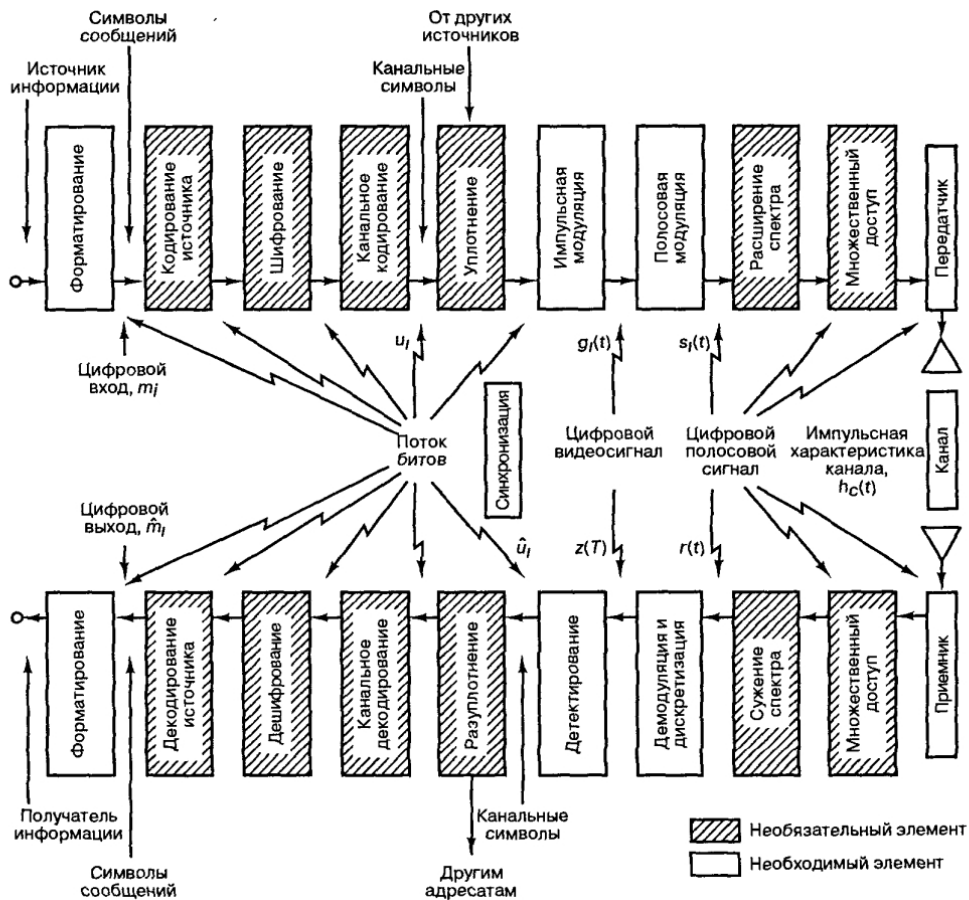 Символы
сообщений
От других
источников
Источник
информации
Канальные
символы
Форматирование
Кодирование
источника
Шифрование
Канальное
кодирование
Уплотнение
Импульсная
модуляция
Полосовая
модуляция
Расширение
спектра
Множественный
доступ
Передатчик
Цифровой
вход, mᵢ
uᵢ
gᵢ(t)
sᵢ(t)
Поток
битов
Синхронизация
Цифровой
видеосигнал
Цифровой
полосовой
сигнал
Импульсная
характеристика
канала,
h_c(t)
Канал
Цифровой
выход, m̂ᵢ
ûᵢ
z(T)
r(t)
Форматирование
Декодирование
источника
Дешифрование
Канальное
декодирование
Разуплотнение
Детектирование
Демодуляция и
дискретизация
Сужение
спектра
Множественный
доступ
Приемник
Получатель
информации
Символы
сообщений
Канальные
символы
Другим
адресатам
Необязательный элемент
Необходимый элемент